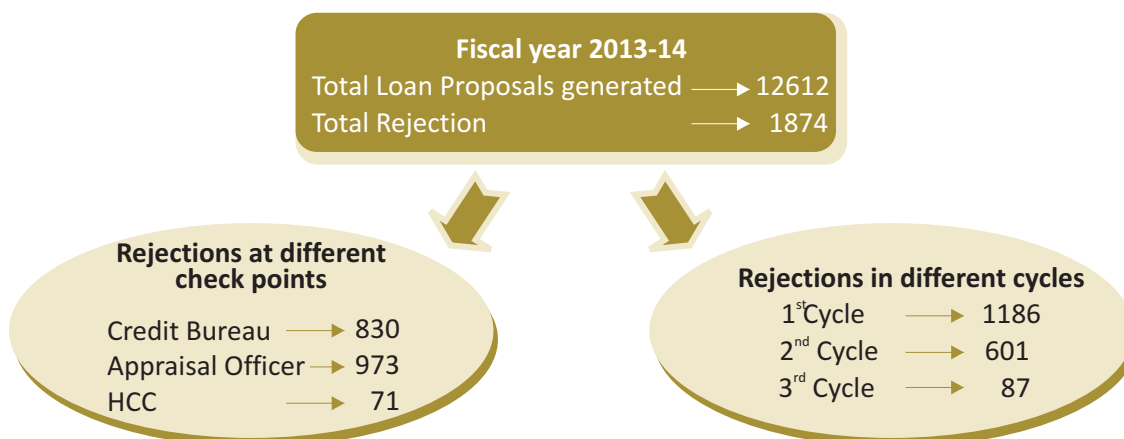 Fiscal year 2013-14
Total Loan Proposals generated 12612
Total Rejection 1874
Rejections at different
check points
Credit Bureau 830
Appraisal Officer 973
HCC 71
Rejections in different cycles
1st Cycle 1186
2nd Cycle 601
3rd Cycle 87